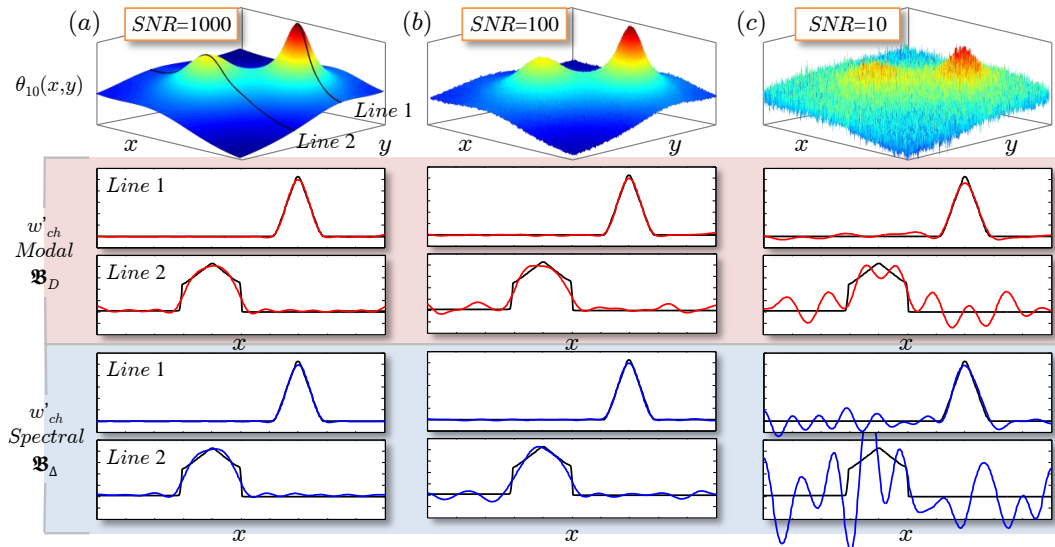 (a) SNR=1000
(b) SNR=100
(c) SNR=10
θ₁₀(x,y)
Line 1
Line 2
x y
x y
x y
w'ch
Modal
𝕭D
Line 1
Line 2
x x x
w'ch
Spectral
𝕭Δ
Line 1
Line 2
x x x